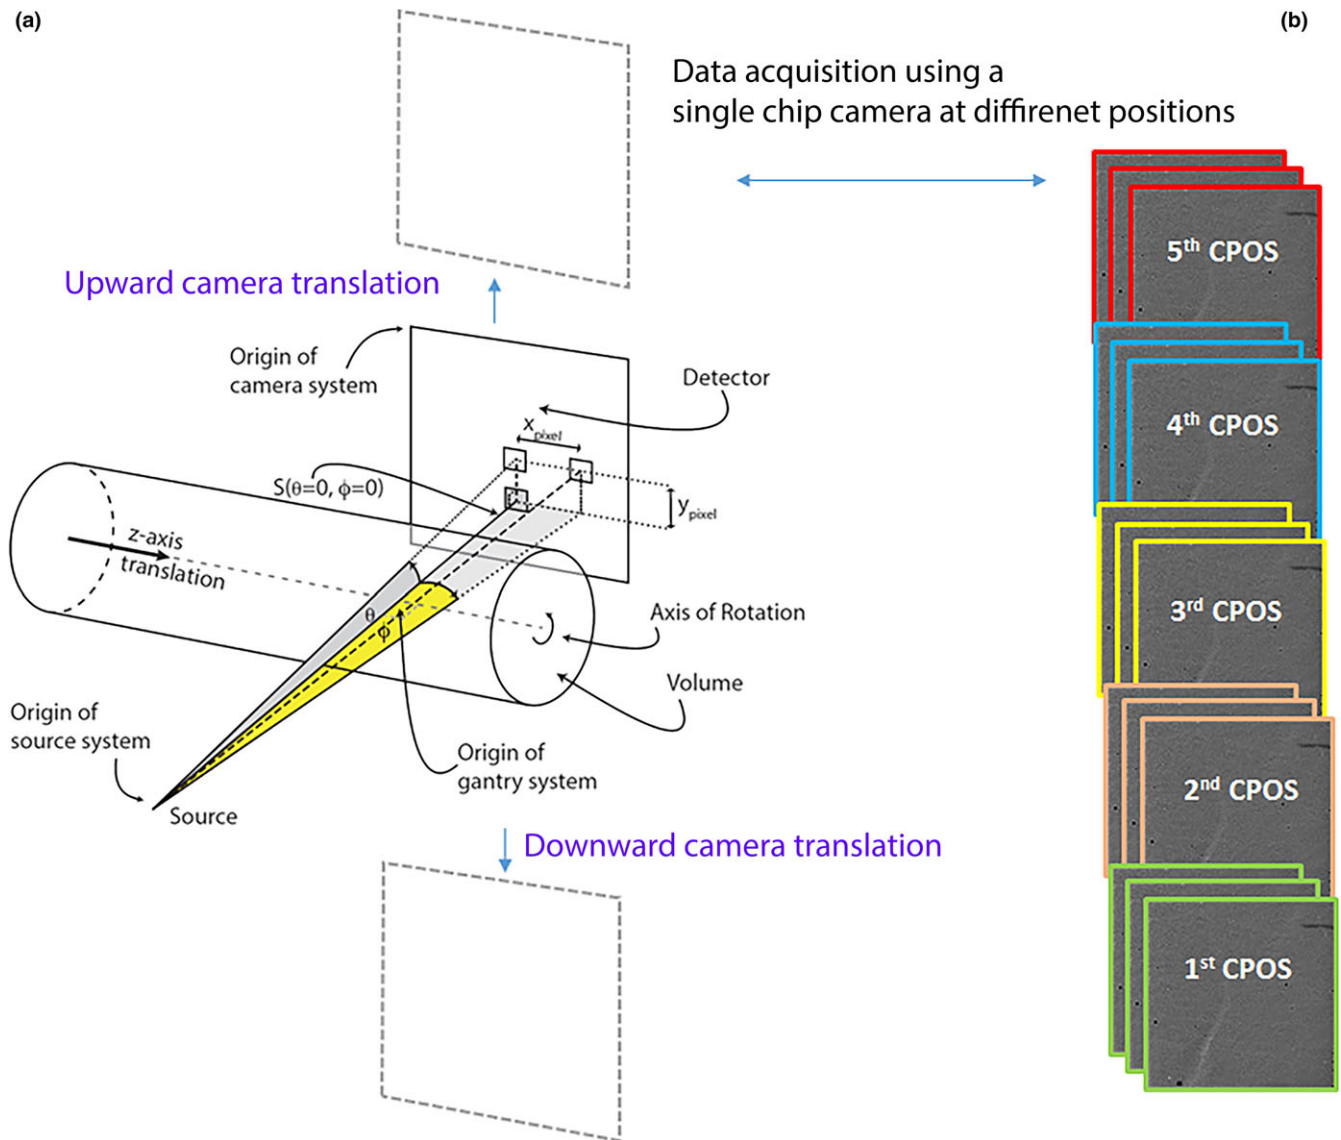 (a)
(b)
Data acquisition using a
single chip camera at diffirenet positions
Upward camera translation
Origin of
camera system
Detector
x_pixel
S(θ=0, ϕ=0)
y_pixel
z-axis
translation
θ
ϕ
Axis of Rotation
Volume
Origin of
source system
Origin of
gantry system
Source
Downward camera translation
5th CPOS
4th CPOS
3rd CPOS
2nd CPOS
1st CPOS